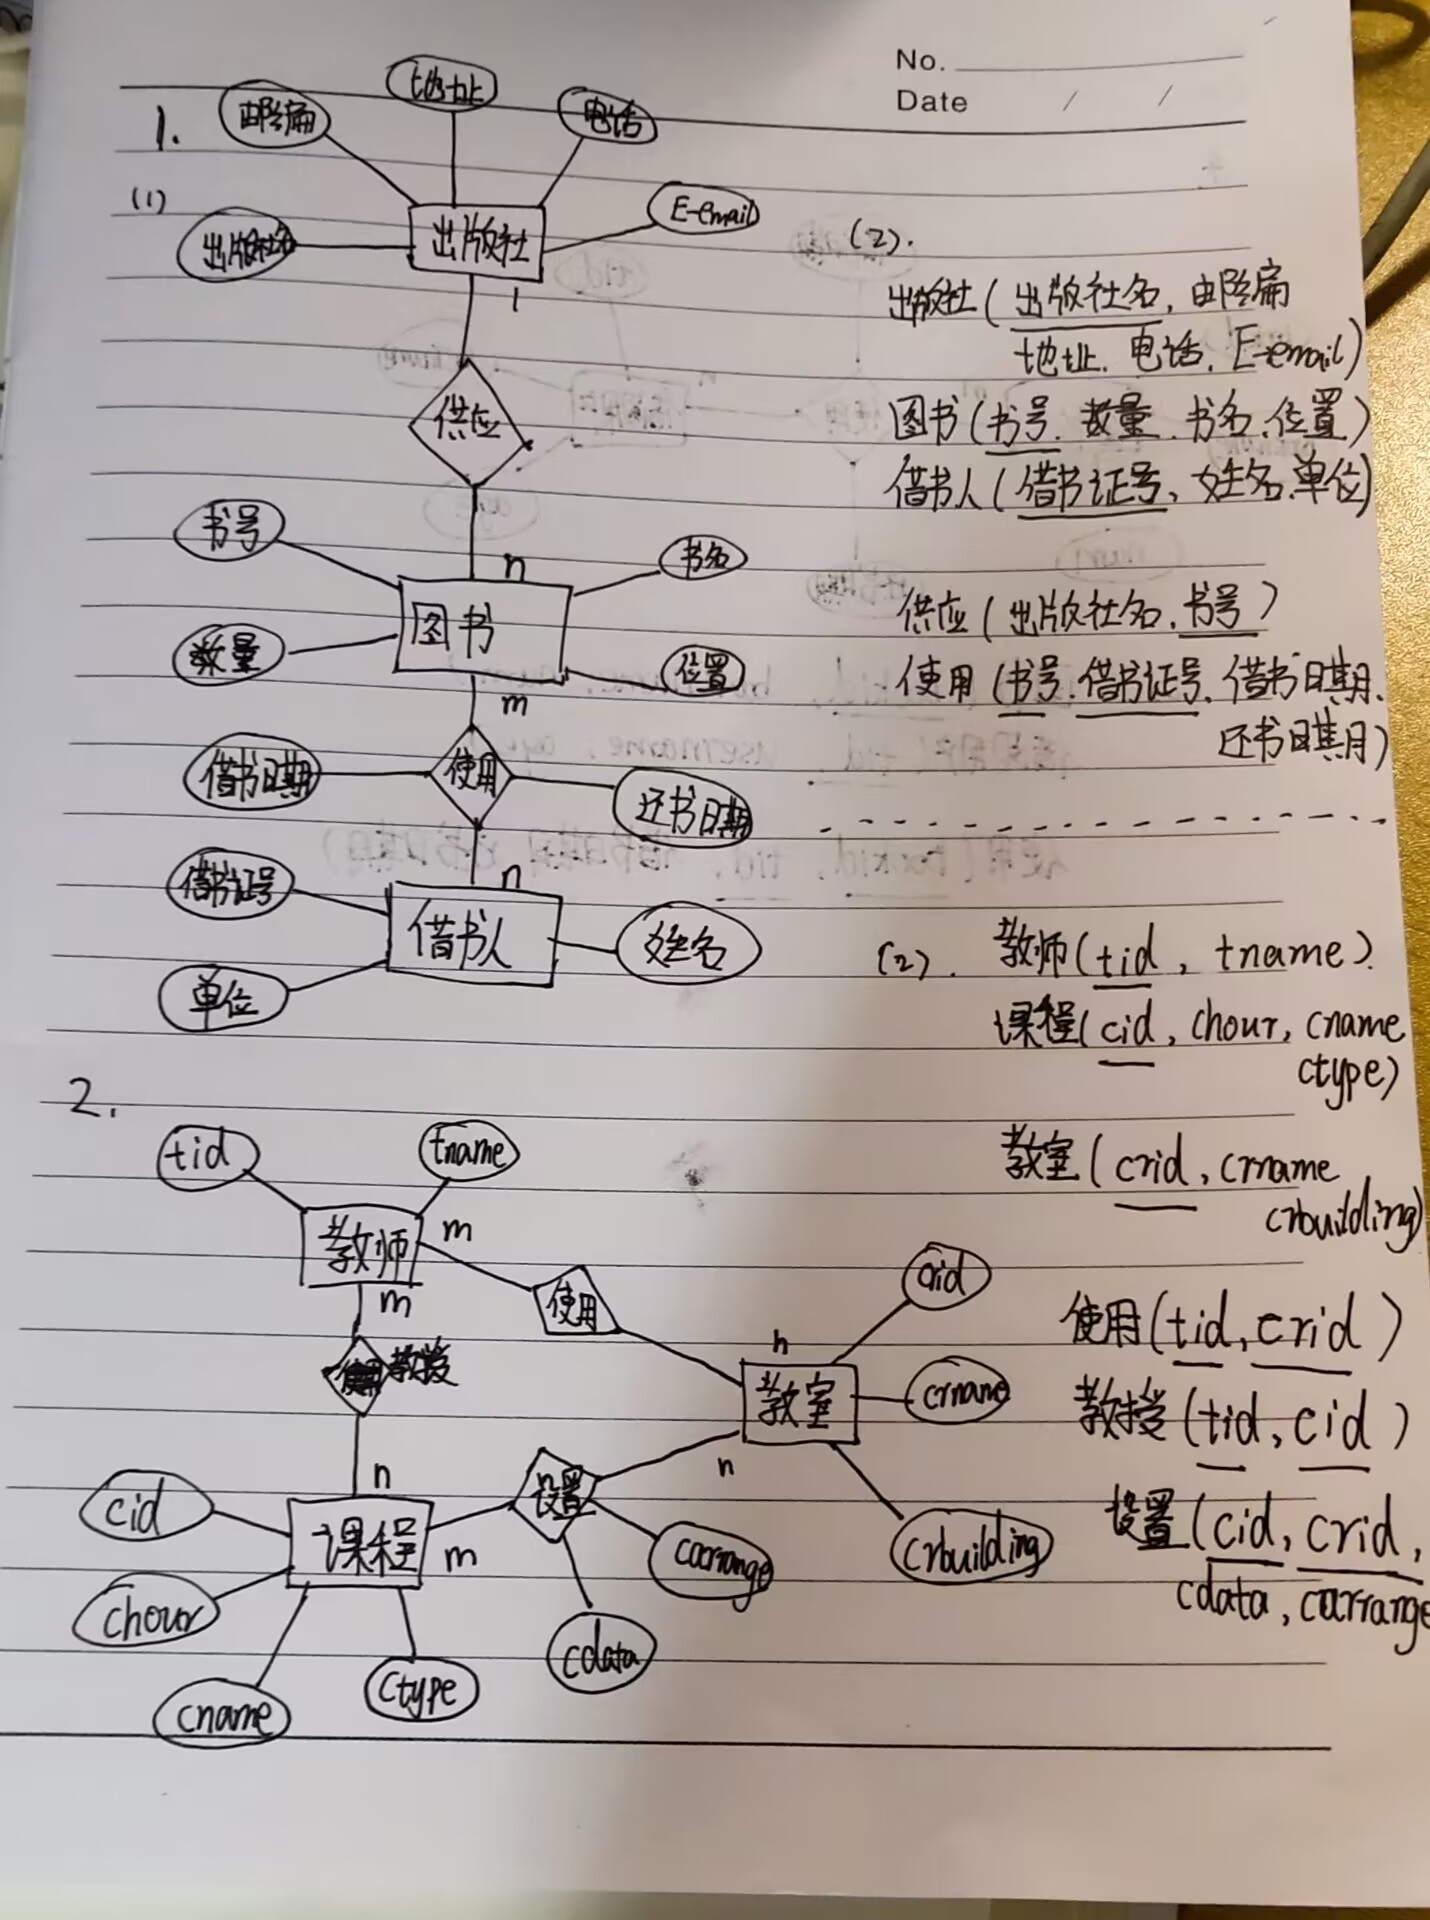 No.
Date / /
1.
(1)
邮编
地址
电话
出版社名
出版社
E-email
1
供应
n
书号
书名
图书
数量
位置
m
借书日期
使用
还书日期
n
借书证号
借书人
姓名
单位
(2).
出版社(出版社名,邮编
地址.电话.E-email)
图书(书号.数量.书名.位置)
借书人(借书证号,姓名.单位)
供应(出版社名.书号)
使用(书号.借书证号.借书日期.
还书日期)
2.
tid
tname
教师
m
m
使用
教授
n
教室
crname
crbuilding
n
n
cid
课程
m
设置
carrange
chour
cdata
cname
ctype
(2). 教师(tid, tname).
课程(cid, chour, cname
ctype)
教室(crid, crname
crbuilding)
使用(tid, crid)
教授(tid, cid)
设置(cid, crid,
cdata, carrange